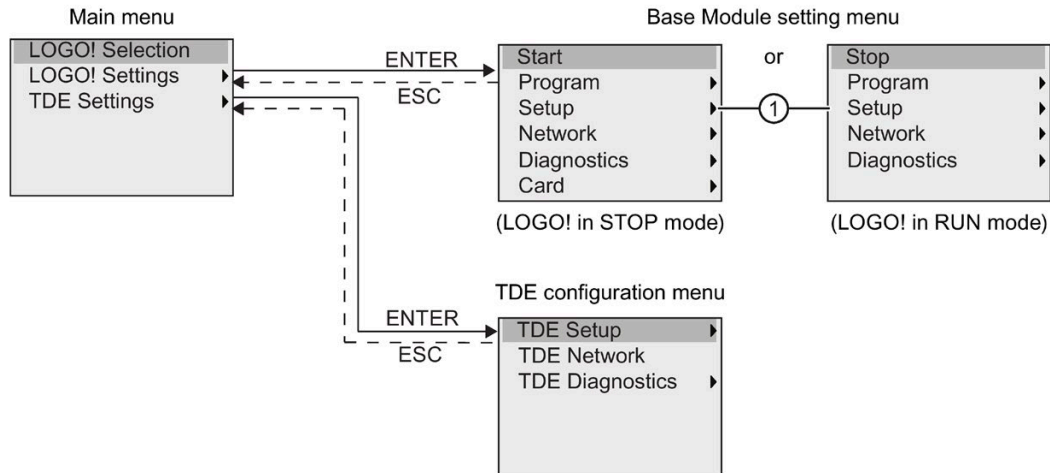 Main menu
LOGO! Selection
LOGO! Settings
TDE Settings
ENTER
ESC
Base Module setting menu
Start
Program
Setup
Network
Diagnostics
Card
(LOGO! in STOP mode)
or
1
Stop
Program
Setup
Network
Diagnostics
(LOGO! in RUN mode)
TDE configuration menu
ENTER
ESC
TDE Setup
TDE Network
TDE Diagnostics